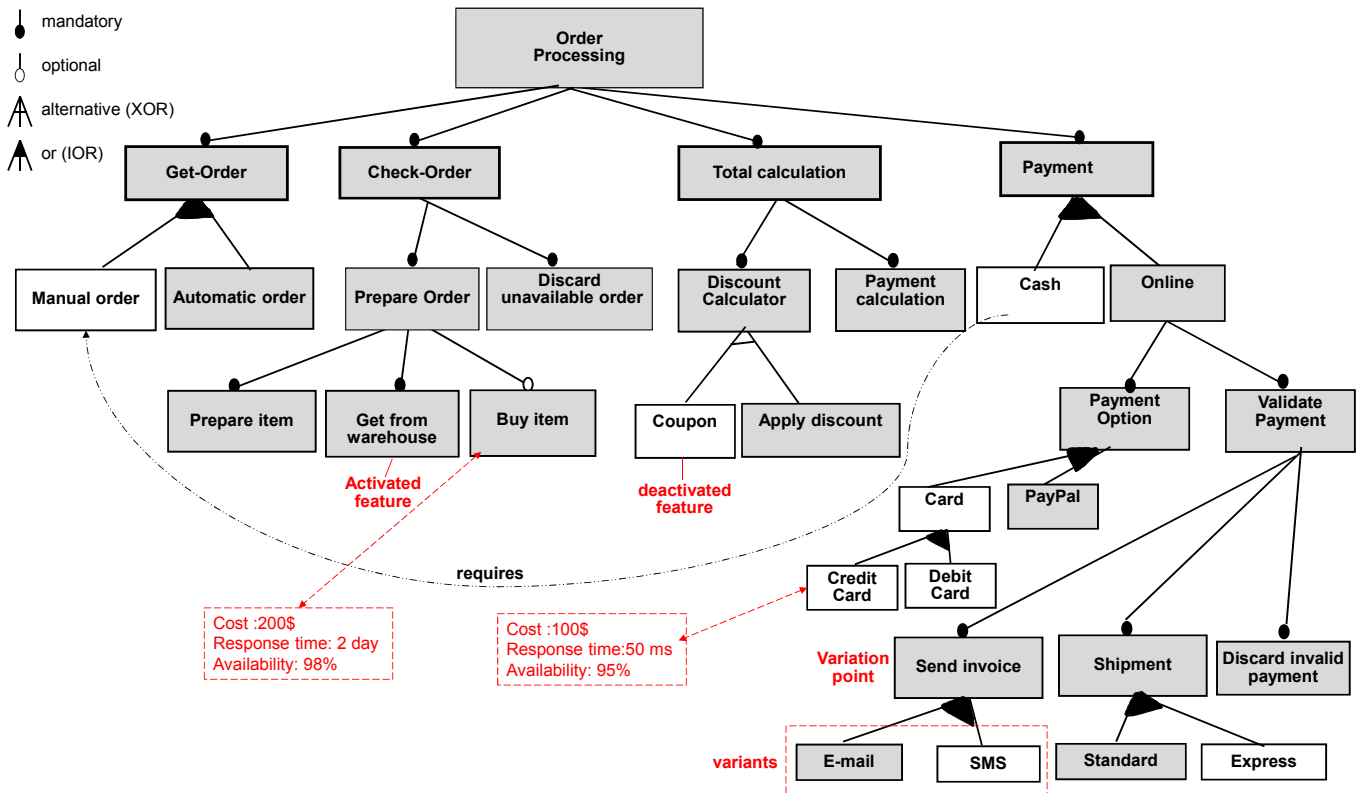 mandatory
optional
alternative (XOR)
or (IOR)
Order
Processing
Get-Order
Check-Order
Total calculation
Payment
Manual order
Automatic order
Prepare Order
Discard
unavailable order
Discount
Calculator
Payment
calculation
Cash
Online
Prepare item
Get from
warehouse
Buy item
Coupon
Apply discount
Payment
Option
Validate
Payment
Activated
feature
deactivated
feature
Card
PayPal
requires
Credit
Card
Debit
Card
Cost :200$
Response time: 2 day
Availability: 98%
Cost :100$
Response time:50 ms
Availability: 95%
Variation
point
Send invoice
Shipment
Discard invalid
payment
variants
E-mail
SMS
Standard
Express